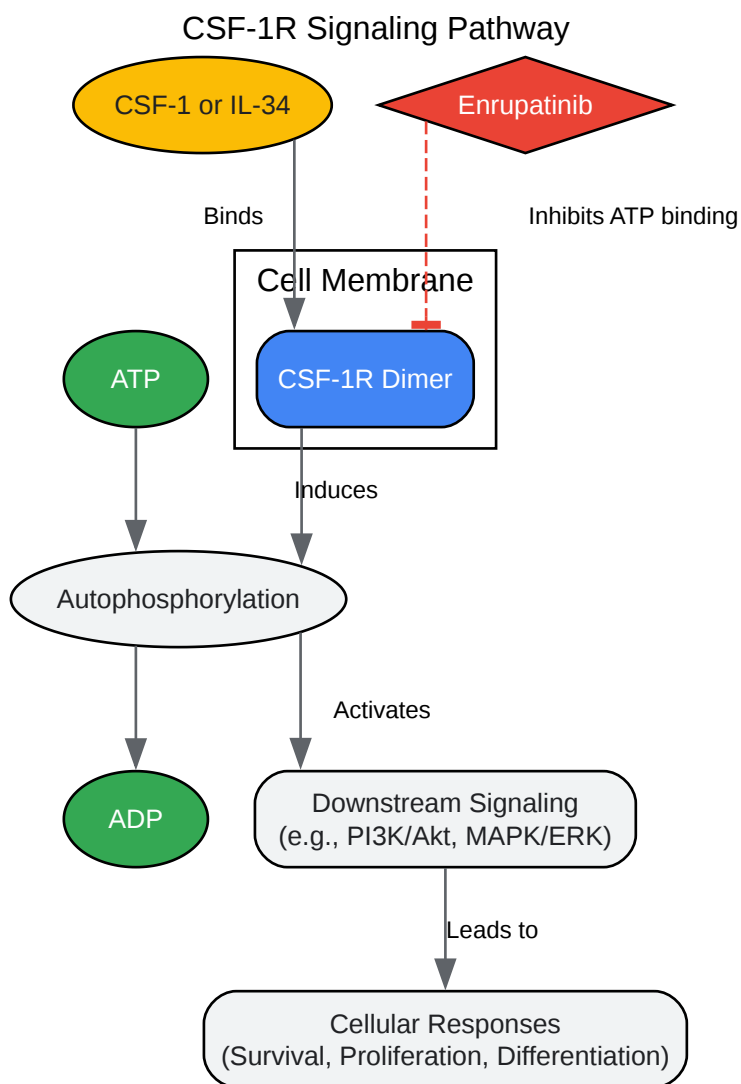 CSF-1R Signaling Pathway
CSF-1 or IL-34
Enrupatinib
Binds
Inhibits ATP binding
Cell Membrane
ATP
CSF-1R Dimer
Induces
Autophosphorylation
Activates
ADP
Downstream Signaling
(e.g., PI3K/Akt, MAPK/ERK)
Leads to
Cellular Responses
(Survival, Proliferation, Differentiation)